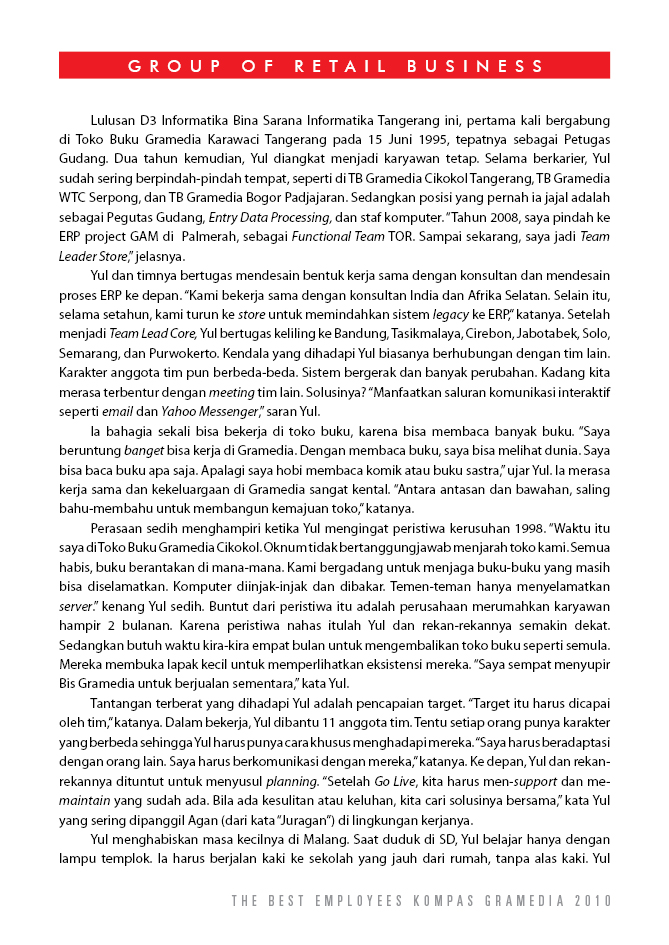 GROUP OF RETAIL BUSINESS
Lulusan D3 Informatika Bina Sarana Informatika Tangerang ini, pertama kali bergabung
di Toko Buku Gramedia Karawaci Tangerang pada 15 Juni 1995, tepatnya sebagai Petugas
Gudang. Dua tahun kemudian, Yul diangkat menjadi karyawan tetap. Selama berkarier, Yul
sudah sering berpindah-pindah tempat, seperti di TB Gramedia Cikokol Tangerang, TB Gramedia
WTC Serpong, dan TB Gramedia Bogor Padjajaran. Sedangkan posisi yang pernah ia jajal adalah
sebagai Pegutas Gudang, Entry Data Processing, dan staf komputer. "Tahun 2008, saya pindah ke
ERP project GAM di Palmerah, sebagai Functional Team TOR. Sampai sekarang, saya jadi Team
Leader Store," jelasnya.
Yul dan timnya bertugas mendesain bentuk kerja sama dengan konsultan dan mendesain
proses ERP ke depan. "Kami bekerja sama dengan konsultan India dan Afrika Selatan. Selain itu,
selama setahun, kami turun ke store untuk memindahkan sistem legacy ke ERP," katanya. Setelah
menjadi Team Lead Core, Yul bertugas keliling ke Bandung, Tasikmalaya, Cirebon, Jabotabek, Solo,
Semarang, dan Purwokerto. Kendala yang dihadapi Yul biasanya berhubungan dengan tim lain.
Karakter anggota tim pun berbeda-beda. Sistem bergerak dan banyak perubahan. Kadang kita
merasa terbentur dengan meeting tim lain. Solusinya? "Manfaatkan saluran komunikasi interaktif
seperti email dan Yahoo Messenger," saran Yul.
Ia bahagia sekali bisa bekerja di toko buku, karena bisa membaca banyak buku. "Saya
beruntung banget bisa kerja di Gramedia. Dengan membaca buku, saya bisa melihat dunia. Saya
bisa baca buku apa saja. Apalagi saya hobi membaca komik atau buku sastra," ujar Yul. Ia merasa
kerja sama dan kekeluargaan di Gramedia sangat kental. "Antara antasan dan bawahan, saling
bahu-membahu untuk membangun kemajuan toko," katanya.
Perasaan sedih menghampiri ketika Yul mengingat peristiwa kerusuhan 1998. "Waktu itu
saya di Toko Buku Gramedia Cikokol. Oknum tidak bertanggungjawab menjarah toko kami. Semua
habis, buku berantakan di mana-mana. Kami bergadang untuk menjaga buku-buku yang masih
bisa diselamatkan. Komputer diinjak-injak dan dibakar. Temen-teman hanya menyelamatkan
server." kenang Yul sedih. Buntut dari peristiwa itu adalah perusahaan merumahkan karyawan
hampir 2 bulanan. Karena peristiwa nahas itulah Yul dan rekan-rekannya semakin dekat.
Sedangkan butuh waktu kira-kira empat bulan untuk mengembalikan toko buku seperti semula.
Mereka membuka lapak kecil untuk memperlihatkan eksistensi mereka. "Saya sempat menyupir
Bis Gramedia untuk berjualan sementara," kata Yul.
Tantangan terberat yang dihadapi Yul adalah pencapaian target. "Target itu harus dicapai
oleh tim," katanya. Dalam bekerja, Yul dibantu 11 anggota tim. Tentu setiap orang punya karakter
yang berbeda sehingga Yul harus punya cara khusus menghadapi mereka. "Saya harus beradaptasi
dengan orang lain. Saya harus berkomunikasi dengan mereka," katanya. Ke depan, Yul dan rekan-
rekannya dituntut untuk menyusul planning. "Setelah Go Live, kita harus men-support dan me-
maintain yang sudah ada. Bila ada kesulitan atau keluhan, kita cari solusinya bersama," kata Yul
yang sering dipanggil Agan (dari kata "Juragan") di lingkungan kerjanya.
Yul menghabiskan masa kecilnya di Malang. Saat duduk di SD, Yul belajar hanya dengan
lampu templok. Ia harus berjalan kaki ke sekolah yang jauh dari rumah, tanpa alas kaki. Yul
THE BEST EMPLOYEES KOMPAS GRAMEDIA 2010